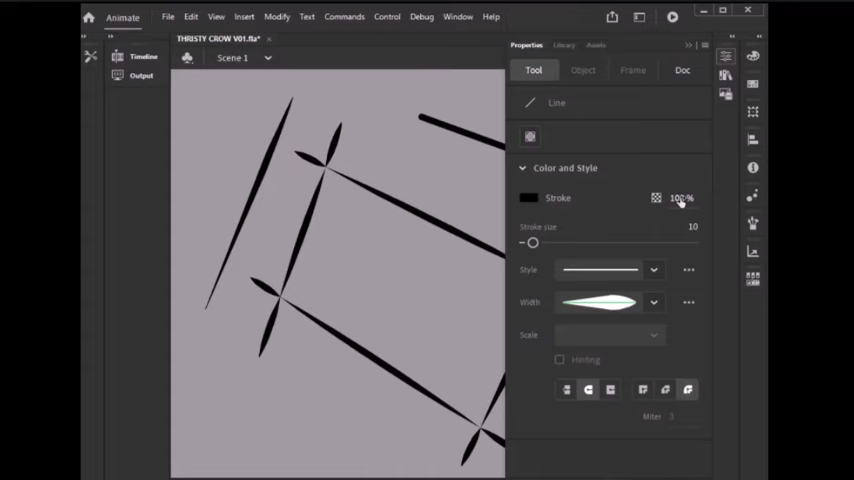 Animate File Edit View Insert Modify Text Commands Control Debug Window Help
THRISTY CROW V01.fla* ×
Scene 1
Timeline
Output
Properties Library Assets
Tool Object Frame Doc
Line
Color and Style
Stroke 100%
Stroke size 10
Style
Width
Scale
Hinting
Miter 3